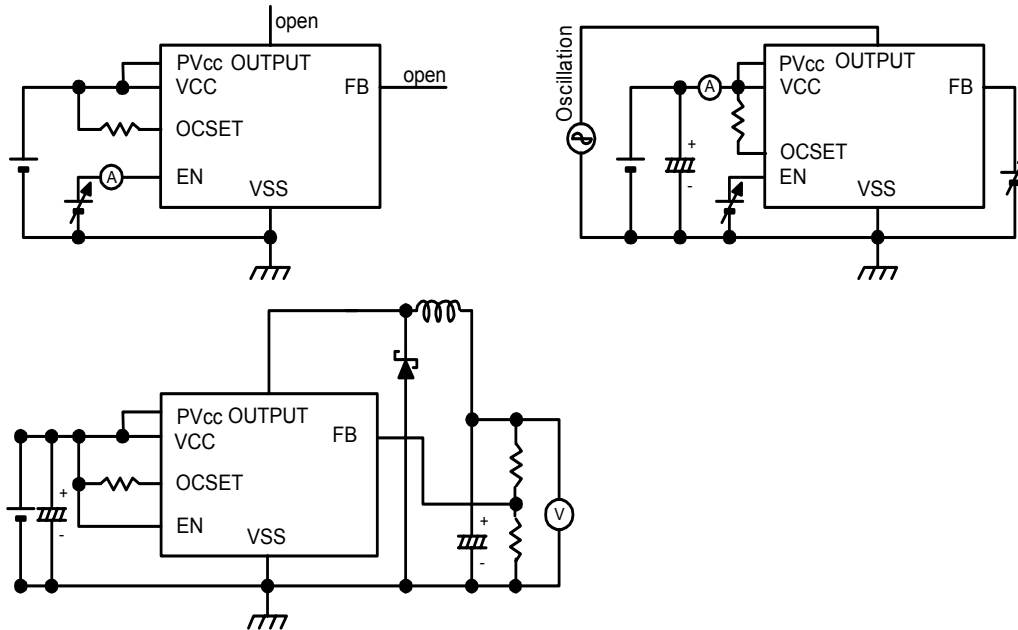 open
PVcc OUTPUT
VCC
FB
open
OCSET
A
EN
VSS
Oscillation
PVcc
OUTPUT
A
VCC
FB
+
OCSET
-
EN
VSS
PVcc OUTPUT
FB
VCC
OCSET
+
V
EN
+
-
VSS
-